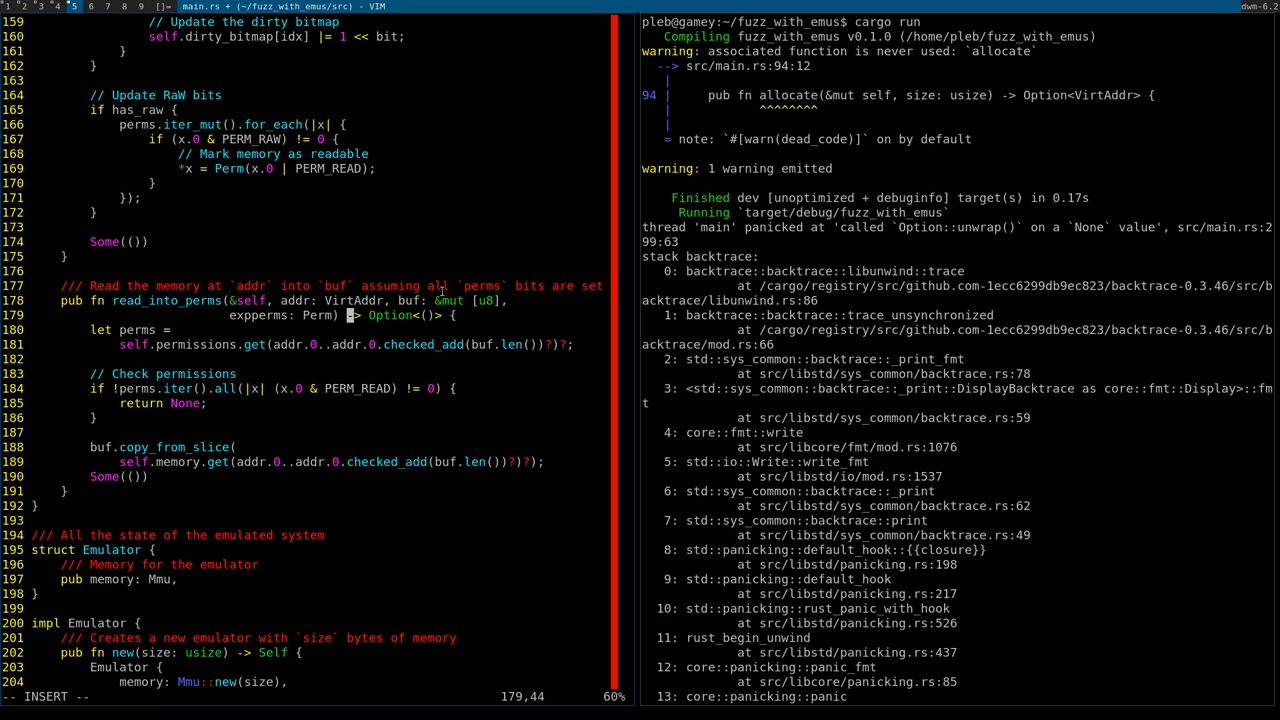 1 2 3 4 5 6 7 8 9 []= main.rs + (~/fuzz_with_emus/src) - VIM dwm-6.2
159 // Update the dirty bitmap
160 self.dirty_bitmap[idx] |= 1 << bit;
161 }
162 }
163
164 // Update RaW bits
165 if has_raw {
166 perms.iter_mut().for_each(|x| {
167 if (x.0 & PERM_RAW) != 0 {
168 // Mark memory as readable
169 *x = Perm(x.0 | PERM_READ);
170 }
171 });
172 }
173
174 Some(())
175 }
176
177 /// Read the memory at `addr` into `buf` assuming all `perms` bits are set
178 pub fn read_into_perms(&self, addr: VirtAddr, buf: &mut [u8],
179 expperms: Perm) -> Option<()> {
180 let perms =
181 self.permissions.get(addr.0..addr.0.checked_add(buf.len())?)?;
182
183 // Check permissions
184 if !perms.iter().all(|x| (x.0 & PERM_READ) != 0) {
185 return None;
186 }
187
188 buf.copy_from_slice(
189 self.memory.get(addr.0..addr.0.checked_add(buf.len())?)?);
190 Some(())
191 }
192 }
193
194 /// All the state of the emulated system
195 struct Emulator {
196 /// Memory for the emulator
197 pub memory: Mmu,
198 }
199
200 impl Emulator {
201 /// Creates a new emulator with `size` bytes of memory
202 pub fn new(size: usize) -> Self {
203 Emulator {
204 memory: Mmu::new(size),
-- INSERT -- 179,44 60%
pleb@gamey:~/fuzz_with_emus$ cargo run
Compiling fuzz_with_emus v0.1.0 (/home/pleb/fuzz_with_emus)
warning: associated function is never used: `allocate`
--> src/main.rs:94:12
|
94 | pub fn allocate(&mut self, size: usize) -> Option<VirtAddr> {
| ^^^^^^^^
|
= note: `#[warn(dead_code)]` on by default
warning: 1 warning emitted
Finished dev [unoptimized + debuginfo] target(s) in 0.17s
Running `target/debug/fuzz_with_emus`
thread 'main' panicked at 'called `Option::unwrap()` on a `None` value', src/main.rs:2
99:63
stack backtrace:
0: backtrace::backtrace::libunwind::trace
at /cargo/registry/src/github.com-1ecc6299db9ec823/backtrace-0.3.46/src/b
acktrace/libunwind.rs:86
1: backtrace::backtrace::trace_unsynchronized
at /cargo/registry/src/github.com-1ecc6299db9ec823/backtrace-0.3.46/src/b
acktrace/mod.rs:66
2: std::sys_common::backtrace::_print_fmt
at src/libstd/sys_common/backtrace.rs:78
3: <std::sys_common::backtrace::_print::DisplayBacktrace as core::fmt::Display>::fm
t
at src/libstd/sys_common/backtrace.rs:59
4: core::fmt::write
at src/libcore/fmt/mod.rs:1076
5: std::io::Write::write_fmt
at src/libstd/io/mod.rs:1537
6: std::sys_common::backtrace::_print
at src/libstd/sys_common/backtrace.rs:62
7: std::sys_common::backtrace::print
at src/libstd/sys_common/backtrace.rs:49
8: std::panicking::default_hook::{{closure}}
at src/libstd/panicking.rs:198
9: std::panicking::default_hook
at src/libstd/panicking.rs:217
10: std::panicking::rust_panic_with_hook
at src/libstd/panicking.rs:526
11: rust_begin_unwind
at src/libstd/panicking.rs:437
12: core::panicking::panic_fmt
at src/libcore/panicking.rs:85
13: core::panicking::panic